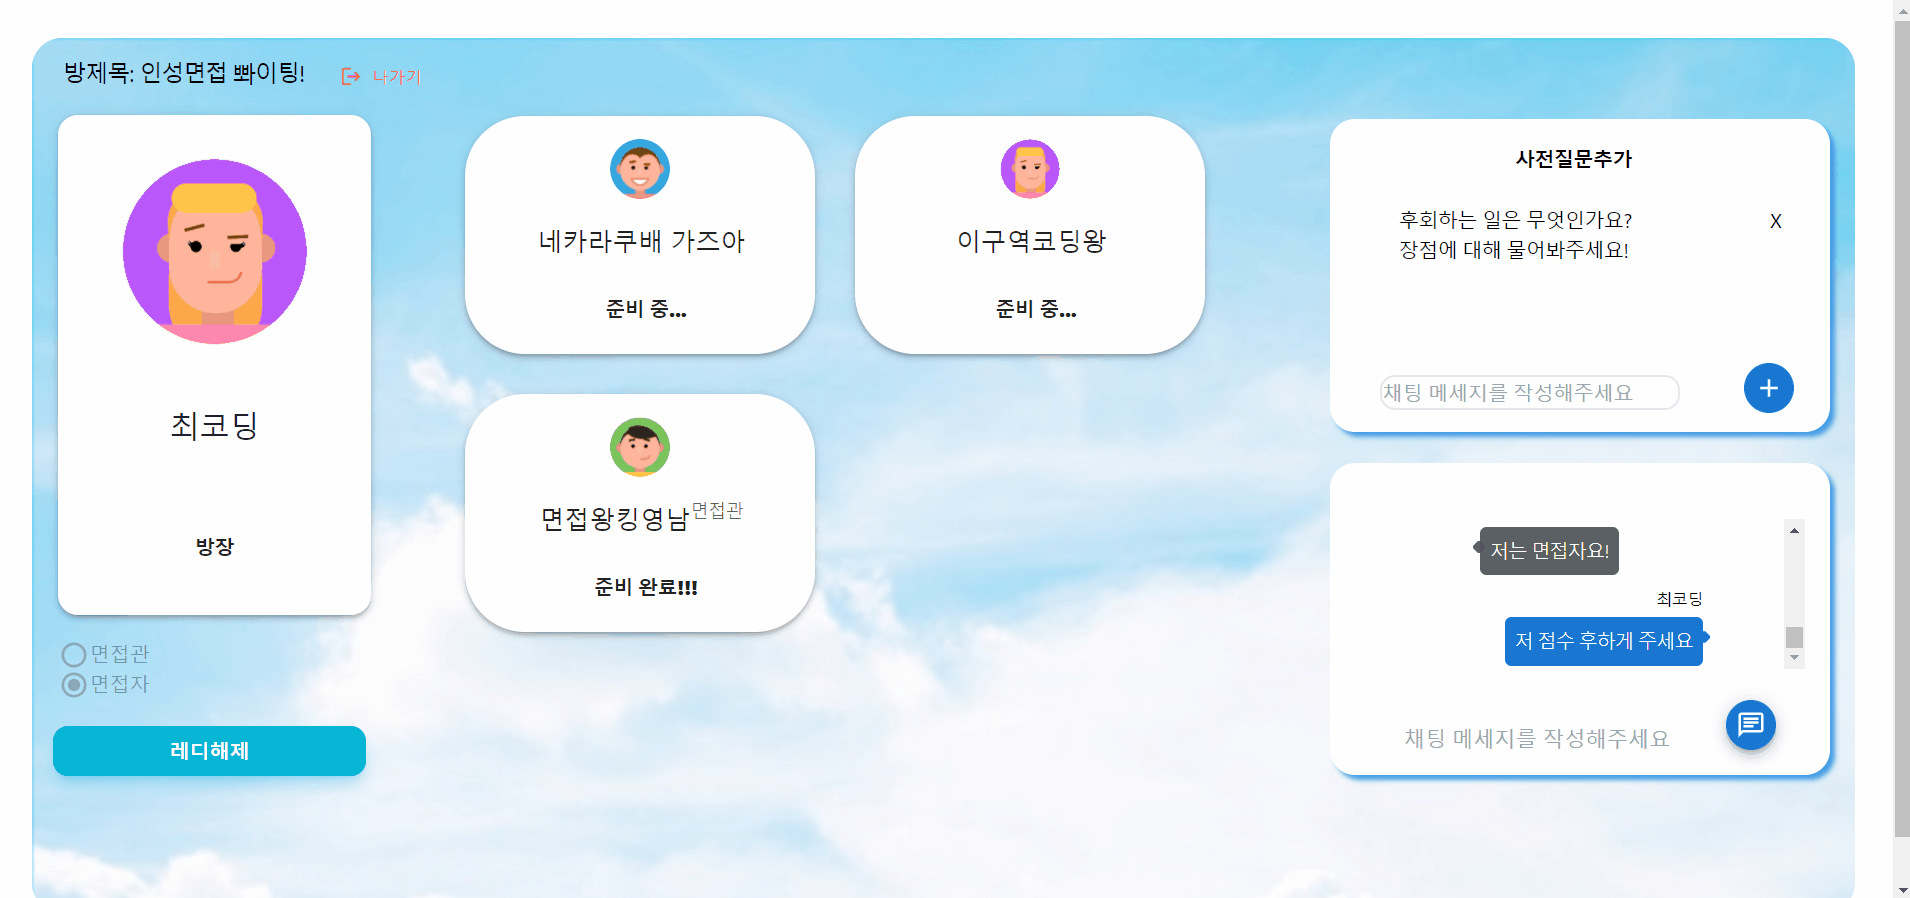 방제목: 인성면접 뽜이팅!
나가기
최코딩
방장
면접관
면접자
레디해제
네카라쿠배 가즈아
준비 중...
이구역코딩왕
준비 중...
면접왕킹영남면접관
준비 완료!!!
사전질문추가
후회하는 일은 무엇인가요? X
장점에 대해 물어봐주세요!
채팅 메세지를 작성해주세요
저는 면접자요!
최코딩
저 점수 후하게 주세요
채팅 메세지를 작성해주세요